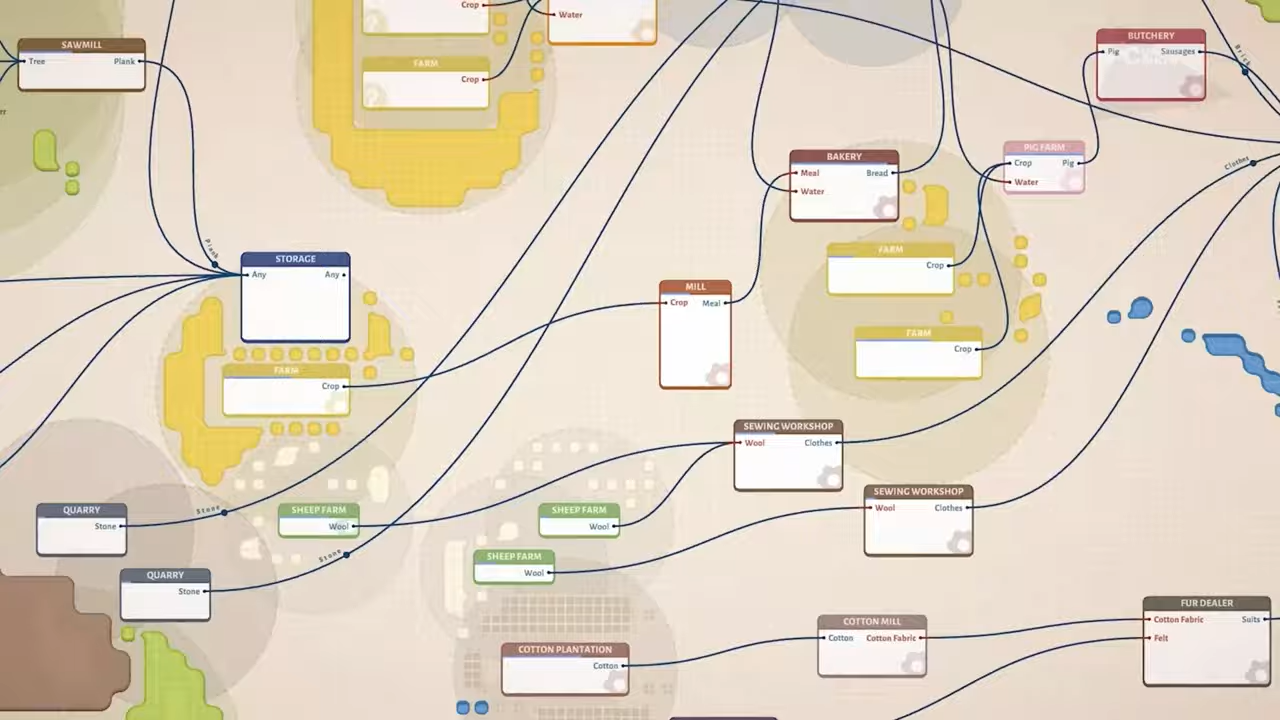 Crop
Water
FARM
Crop
SAWMILL
Tree Plank
BUTCHERY
Pig Sausages
Brick
BAKERY
Meal Bread
Water
PIG FARM
Crop Pig
Water
Clothes
Plank
STORAGE
Any Any
FARM
Crop
MILL
Crop Meal
FARM
Crop
FARM
Crop
SEWING WORKSHOP
Wool Clothes
SEWING WORKSHOP
Wool Clothes
QUARRY
Stone
Stone
SHEEP FARM
Wool
SHEEP FARM
Wool
SHEEP FARM
Wool
Stone
QUARRY
Stone
COTTON PLANTATION
Cotton
COTTON MILL
Cotton Cotton Fabric
FUR DEALER
Cotton Fabric Suits
Felt